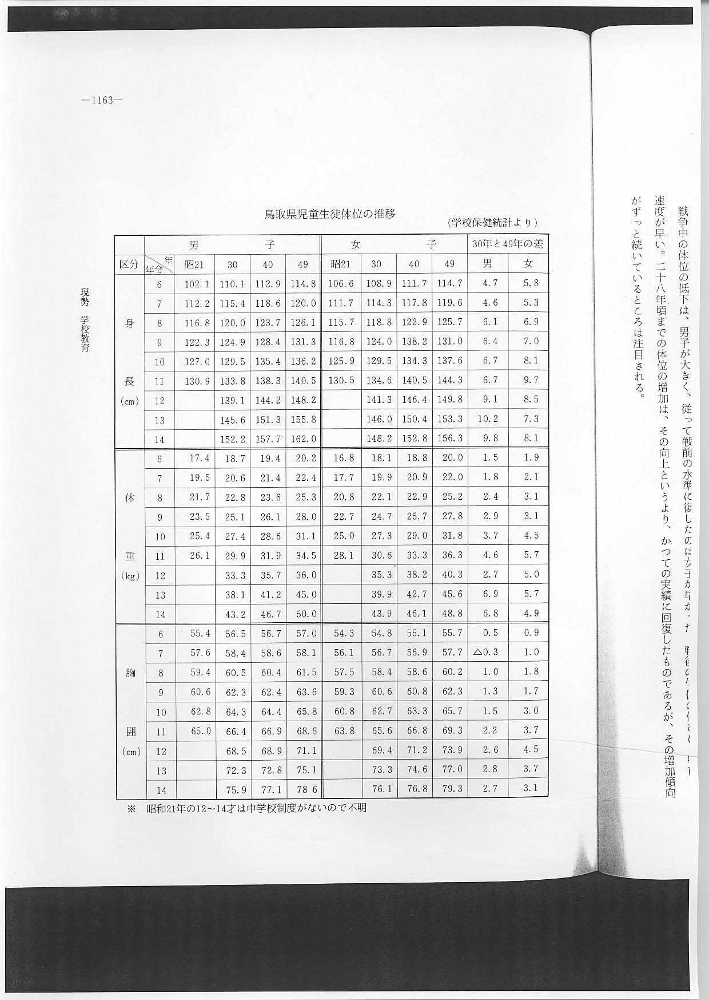 戦争中の体位の低下は、男子が大きく、従って戦前の水準に復したのは女子が早か
速度が早い。二十八年頃までの体位の増加は、その向上というより、かつての実績に回復したものであるが、その増加傾向
がずっと続いているところは注目される。
—1163—
現勢 学校教育
鳥取県児童生徒体位の推移
(学校保健統計より)
男子 女子 30年と49年の差
区分 年令 年 昭21 30 40 49 昭21 30 40 49 男 女
身長(cm)
6 102.1 110.1 112.9 114.8 106.6 108.9 111.7 114.7 4.7 5.8
7 112.2 115.4 118.6 120.0 111.7 114.3 117.8 119.6 4.6 5.3
8 116.8 120.0 123.7 126.1 115.7 118.8 122.9 125.7 6.1 6.9
9 122.3 124.9 128.4 131.3 116.8 124.0 138.2 131.0 6.4 7.0
10 127.0 129.5 135.4 136.2 125.9 129.5 134.3 137.6 6.7 8.1
11 130.9 133.8 138.3 140.5 130.5 134.6 140.5 144.3 6.7 9.7
12 139.1 144.2 148.2 141.3 146.4 149.8 9.1 8.5
13 145.6 151.3 155.8 146.0 150.4 153.3 10.2 7.3
14 152.2 157.7 162.0 148.2 152.8 156.3 9.8 8.1
体重(kg)
6 17.4 18.7 19.4 20.2 16.8 18.1 18.8 20.0 1.5 1.9
7 19.5 20.6 21.4 22.4 17.7 19.9 20.9 22.0 1.8 2.1
8 21.7 22.8 23.6 25.3 20.8 22.1 22.9 25.2 2.4 3.1
9 23.5 25.1 26.1 28.0 22.7 24.7 25.7 27.8 2.9 3.1
10 25.4 27.4 28.6 31.1 25.0 27.3 29.0 31.8 3.7 4.5
11 26.1 29.9 31.9 34.5 28.1 30.6 33.3 36.3 4.6 5.7
12 33.3 35.7 36.0 35.3 38.2 40.3 2.7 5.0
13 38.1 41.2 45.0 39.9 42.7 45.6 6.9 5.7
14 43.2 46.7 50.0 43.9 46.1 48.8 6.8 4.9
胸囲(cm)
6 55.4 56.5 56.7 57.0 54.3 54.8 55.1 55.7 0.5 0.9
7 57.6 58.4 58.6 58.1 56.1 56.7 56.9 57.7 △0.3 1.0
8 59.4 60.5 60.4 61.5 57.5 58.4 58.6 60.2 1.0 1.8
9 60.6 62.3 62.4 63.6 59.3 60.6 60.8 62.3 1.3 1.7
10 62.8 64.3 64.4 65.8 60.8 62.7 63.3 65.7 1.5 3.0
11 65.0 66.4 66.9 68.6 63.8 65.6 66.8 69.3 2.2 3.7
12 68.5 68.9 71.1 69.4 71.2 73.9 2.6 4.5
13 72.3 72.8 75.1 73.3 74.6 77.0 2.8 3.7
14 75.9 77.1 78 6 76.1 76.8 79.3 2.7 3.1
※ 昭和21年の12～14才は中学校制度がないので不明